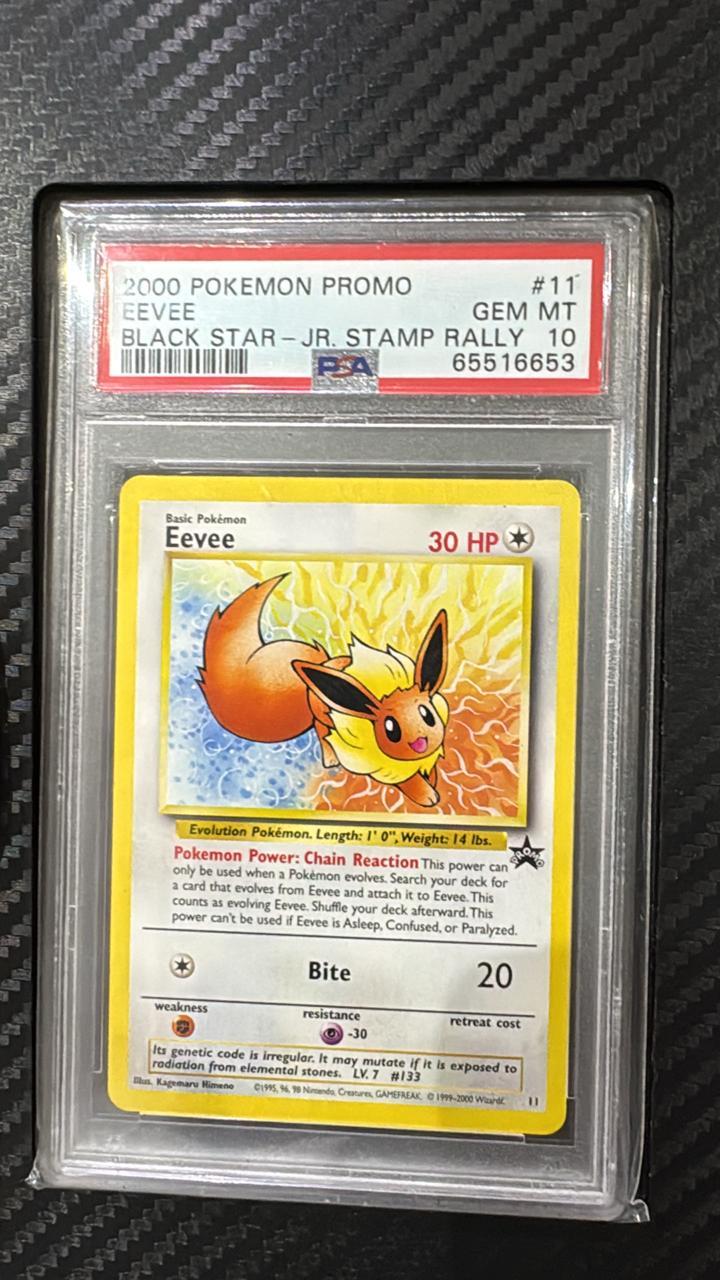 2000 POKEMON PROMO #11
EEVEE GEM MT
BLACK STAR-JR. STAMP RALLY 10
PSA 65516653
Basic Pokémon
Eevee 30 HP
Evolution Pokémon. Length: 1' 0", Weight: 14 lbs.
PROMO
Pokemon Power: Chain Reaction This power can
only be used when a Pokémon evolves. Search your deck for
a card that evolves from Eevee and attach it to Eevee. This
counts as evolving Eevee. Shuffle your deck afterward. This
power can't be used if Eevee is Asleep, Confused, or Paralyzed.
Bite 20
weakness resistance retreat cost
-30
Its genetic code is irregular. It may mutate if it is exposed to
radiation from elemental stones. LV. 7 #133
Illus. Kagemaru Himeno ©1995, 96, 98 Nintendo, Creatures, GAMEFREAK. © 1999-2000 Wizards. 11